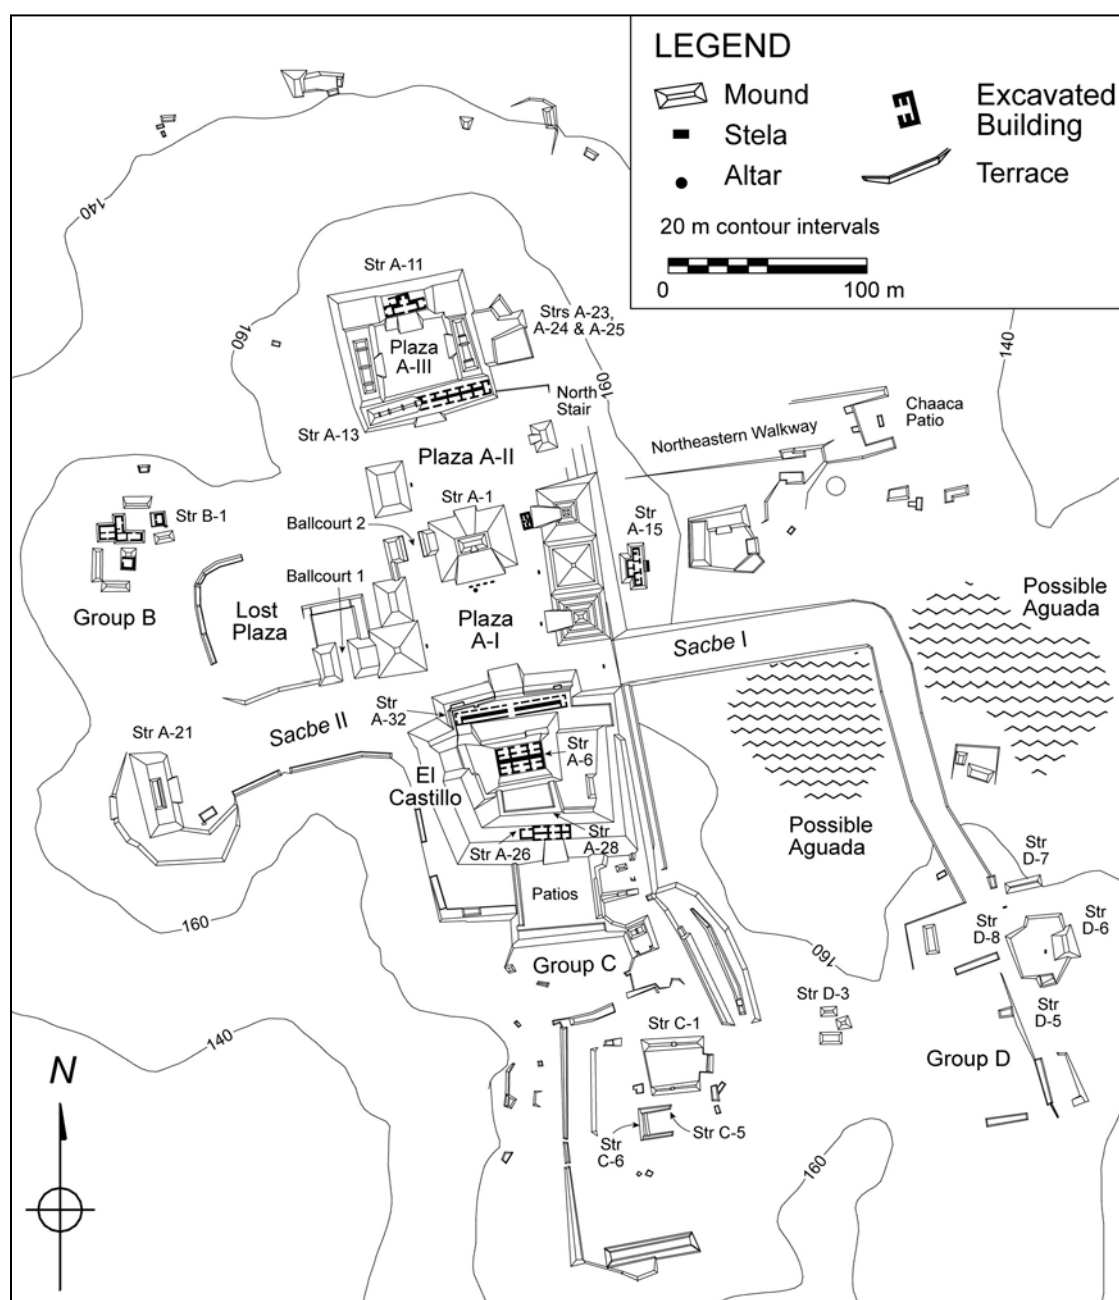 LEGEND
Mound
Stela
Altar
Excavated
Building
Terrace
20 m contour intervals
0
100 m
140
Str A-11
Strs A-23,
A-24 & A-25
160
Plaza
A-III
140
160
North
Stair
Chaaca
Patio
Str A-13
Northeastern Walkway
Plaza A-II
Str A-1
Str B-1
Ballcourt 2
Str
A-15
Ballcourt 1
Possible
Aguada
Group B
Lost
Plaza
Plaza
A-I
Sacbe I
Str
A-32
Sacbe II
Str A-21
Str
A-6
El
Castillo
Possible
Aguada
Str
A-28
Str A-26
Str
D-7
Patios
160
Str
D-8
Str
D-6
Group C
160
Str D-3
Str
D-5
Str C-1
140
Group D
N
Str C-5
Str
C-6
160